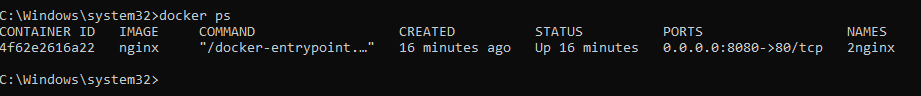 C:\Windows\system32>docker ps
CONTAINER ID   IMAGE     COMMAND                  CREATED          STATUS          PORTS                  NAMES
4f62e2616a22   nginx     "/docker-entrypoint.…"   16 minutes ago   Up 16 minutes   0.0.0.0:8080->80/tcp   2nginx
C:\Windows\system32>